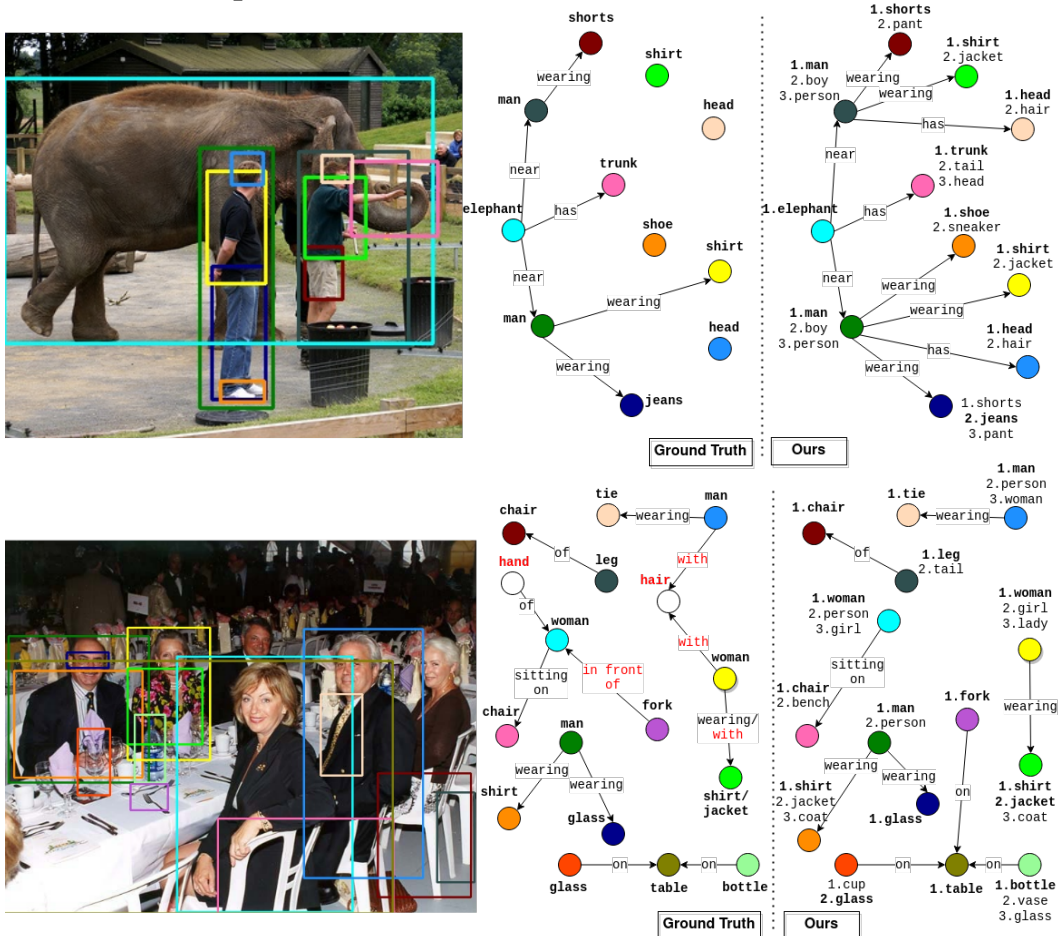 shorts
shirt
wearing
man
head
near
trunk
elephant
has
shoe
shirt
near
wearing
man
head
wearing
jeans
Ground Truth
1.shorts
2.pant
1.shirt
2.jacket
1.man
2.boy
3.person
wearing
wearing
1.head
2.hair
has
near
1.trunk
2.tail
3.head
1.elephant
has
1.shoe
2.sneaker
1.shirt
2.jacket
near
wearing
wearing
1.man
2.boy
3.person
1.head
2.hair
has
wearing
1.shorts
2.jeans
3.pant
Ours
chair
tie
man
wearing
of
leg
hand
with
hair
of
woman
with
woman
in front
of
sitting
on
fork
chair
man
wearing/
with
wearing
wearing
shirt
glass
shirt/
jacket
on
on
glass
table
bottle
Ground Truth
1.man
2.person
3.woman
1.chair
1.tie
wearing
of
1.leg
2.tail
1.woman
2.person
3.girl
1.woman
2.girl
3.lady
sitting
on
1.chair
2.bench
1.fork
1.man
2.person
wearing
wearing
wearing
1.shirt
2.jacket
3.coat
1.glass
on
1.shirt
2.jacket
3.coat
on
on
1.cup
2.glass
1.table
1.bottle
2.vase
3.glass
Ours